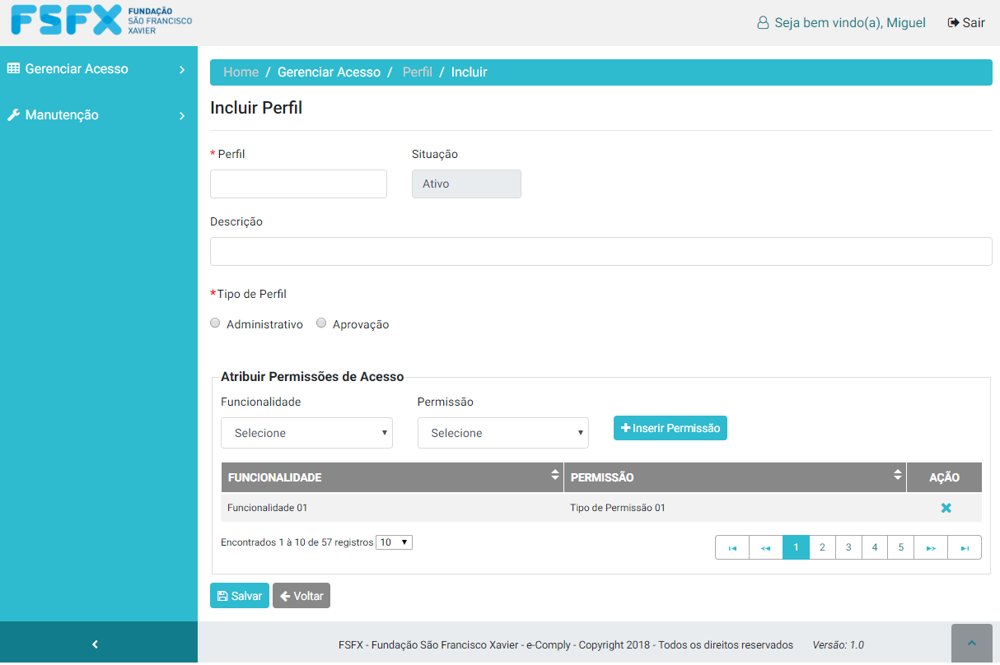 FSFX FUNDAÇÃO
SÃO FRANCISCO
XAVIER
Seja bem vindo(a), Miguel Sair
Gerenciar Acesso
Manutenção
Home / Gerenciar Acesso / Perfil / Incluir
Incluir Perfil
* Perfil Situação
Ativo
Descrição
*Tipo de Perfil
Administrativo Aprovação
Atribuir Permissões de Acesso
Funcionalidade Permissão
Selecione Selecione Inserir Permissão
FUNCIONALIDADE PERMISSÃO AÇÃO
Funcionalidade 01 Tipo de Permissão 01
Encontrados 1 à 10 de 57 registros 10 1 2 3 4 5
Salvar Voltar
FSFX - Fundação São Francisco Xavier - e-Comply - Copyright 2018 - Todos os direitos reservados Versão: 1.0